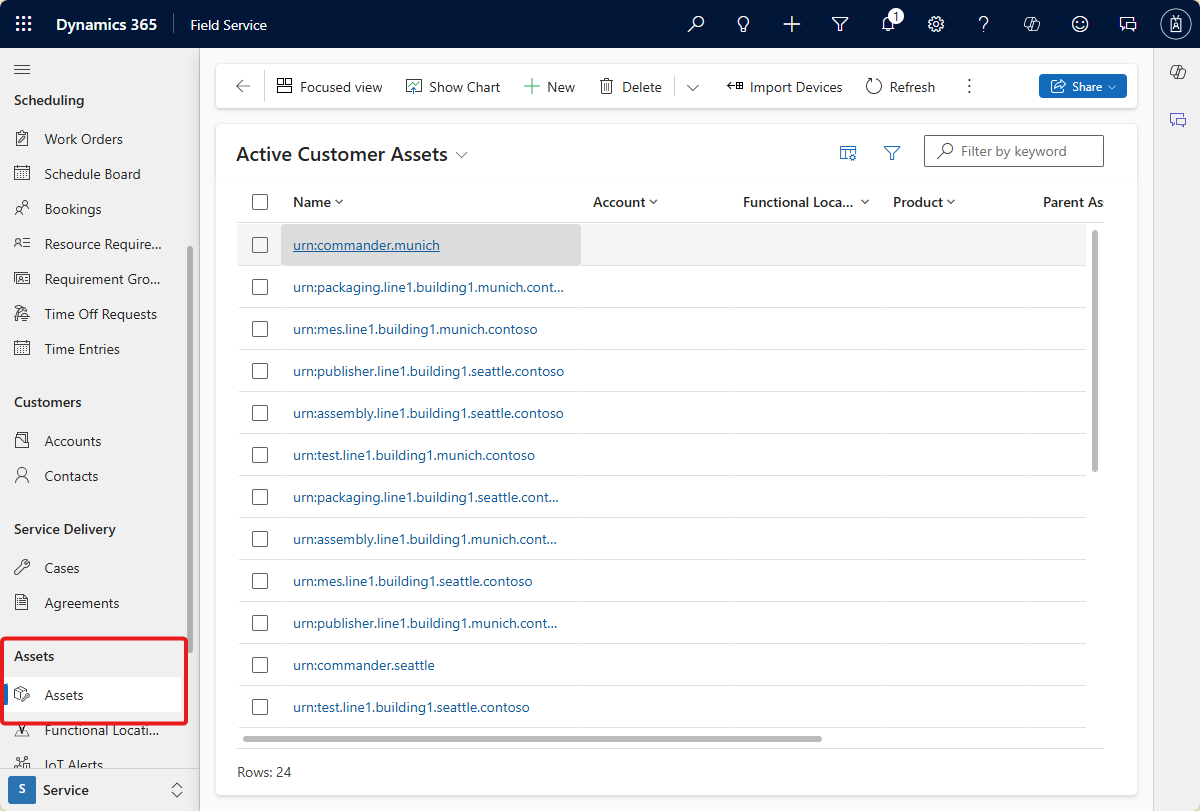 Dynamics 365
Field Service
1
Scheduling
Work Orders
Schedule Board
Bookings
Resource Require...
Requirement Gro...
Time Off Requests
Time Entries
Customers
Accounts
Contacts
Service Delivery
Cases
Agreements
Assets
Assets
Functional Locati...
IoT Alerts
S
Service
Focused view
Show Chart
New
Delete
Import Devices
Refresh
Share
Active Customer Assets
Filter by keyword
Name
Account
Functional Loca...
Product
Parent As
urn:commander.munich
urn:packaging.line1.building1.munich.cont...
urn:mes.line1.building1.munich.contoso
urn:publisher.line1.building1.seattle.contoso
urn:assembly.line1.building1.seattle.contoso
urn:test.line1.building1.munich.contoso
urn:packaging.line1.building1.seattle.cont...
urn:assembly.line1.building1.munich.cont...
urn:mes.line1.building1.seattle.contoso
urn:publisher.line1.building1.munich.cont...
urn:commander.seattle
urn:test.line1.building1.seattle.contoso
Rows: 24